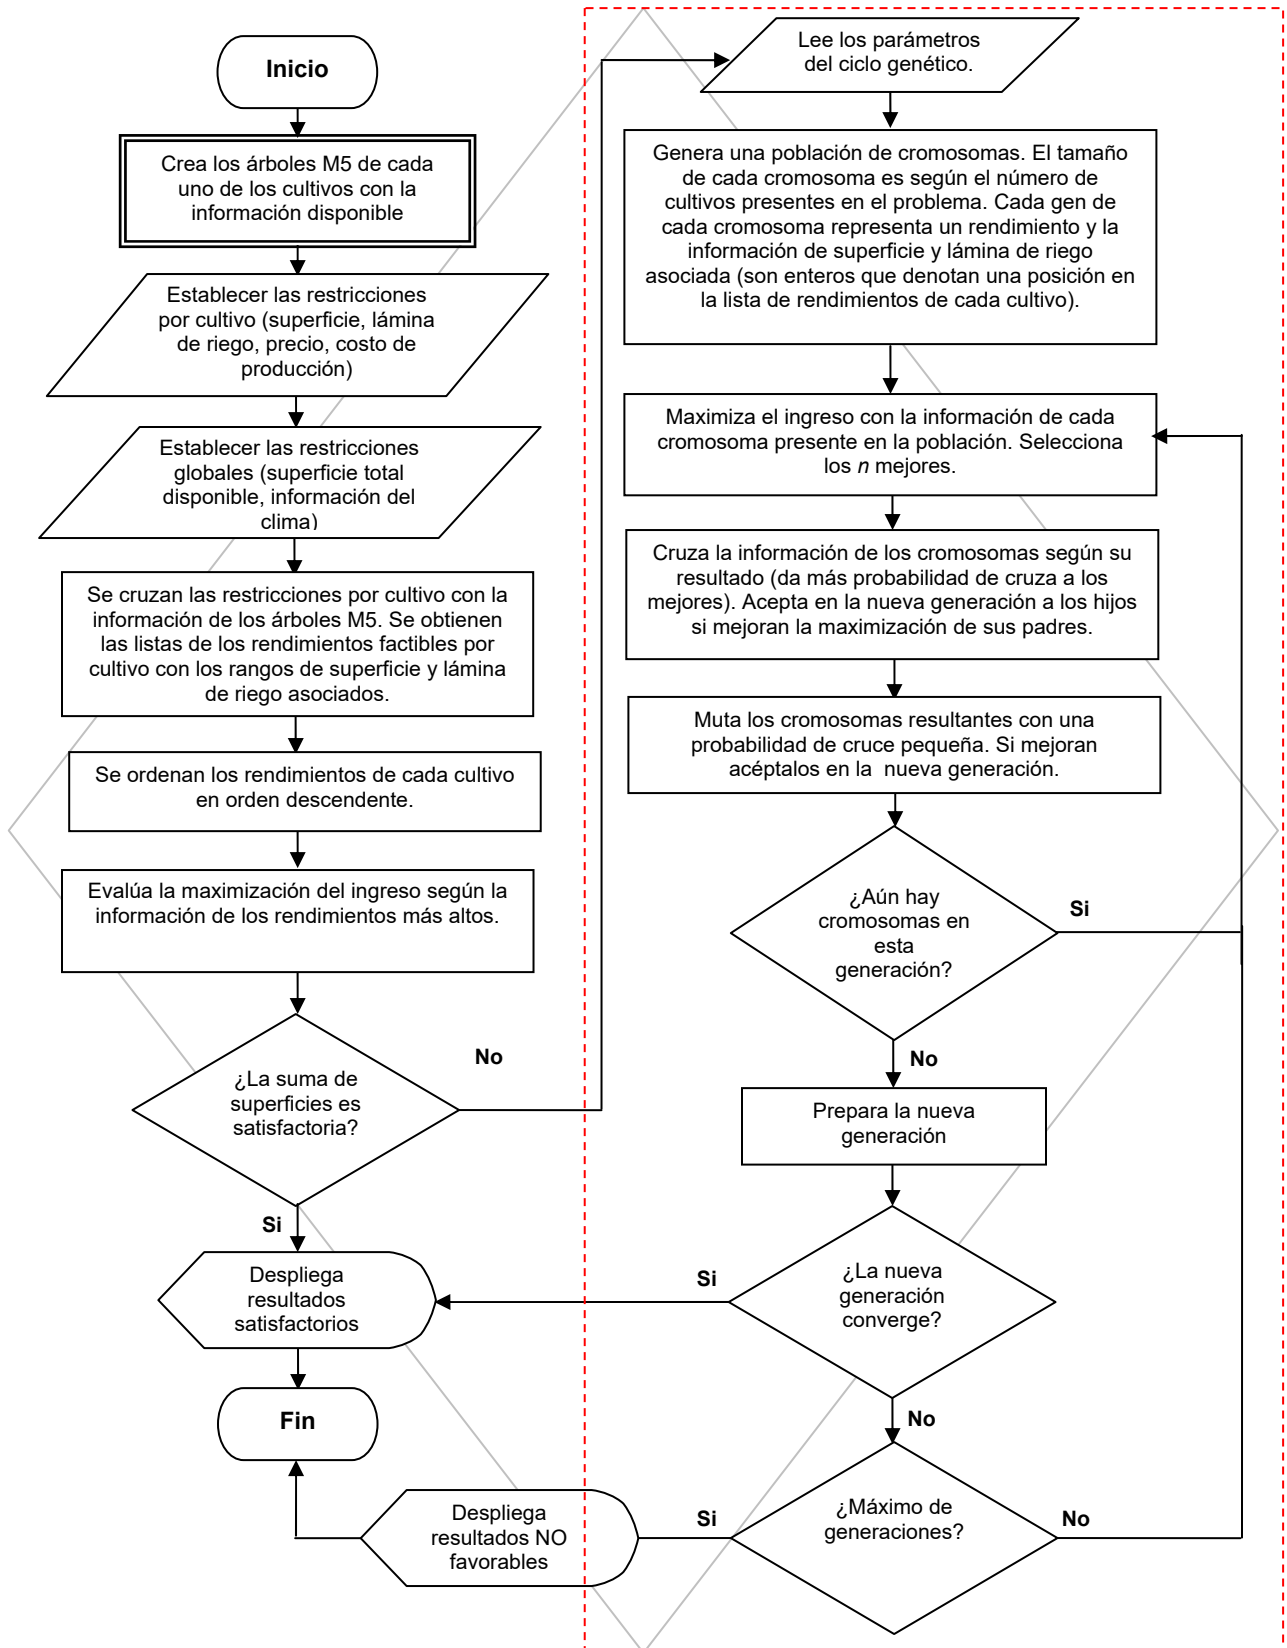 Inicio
Crea los árboles M5 de cada
uno de los cultivos con la
información disponible
Establecer las restricciones
por cultivo (superficie, lámina
de riego, precio, costo de
producción)
Establecer las restricciones
globales (superficie total
disponible, información del
clima)
Se cruzan las restricciones por cultivo con la
información de los árboles M5. Se obtienen
las listas de los rendimientos factibles por
cultivo con los rangos de superficie y lámina
de riego asociados.
Se ordenan los rendimientos de cada cultivo
en orden descendente.
Evalúa la maximización del ingreso según la
información de los rendimientos más altos.
¿La suma de
superficies es
satisfactoria?
No
Si
Despliega
resultados
satisfactorios
Fin
Lee los parámetros
del ciclo genético.
Genera una población de cromosomas. El tamaño
de cada cromosoma es según el número de
cultivos presentes en el problema. Cada gen de
cada cromosoma representa un rendimiento y la
información de superficie y lámina de riego
asociada (son enteros que denotan una posición en
la lista de rendimientos de cada cultivo).
Maximiza el ingreso con la información de cada
cromosoma presente en la población. Selecciona
los n mejores.
Cruza la información de los cromosomas según su
resultado (da más probabilidad de cruza a los
mejores). Acepta en la nueva generación a los hijos
si mejoran la maximización de sus padres.
Muta los cromosomas resultantes con una
probabilidad de cruce pequeña. Si mejoran
acéptalos en la  nueva generación.
¿Aún hay
cromosomas en
esta
generación?
Si
No
Prepara la nueva
generación
¿La nueva
generación
converge?
Si
No
¿Máximo de
generaciones?
No
Si
Despliega
resultados NO
favorables